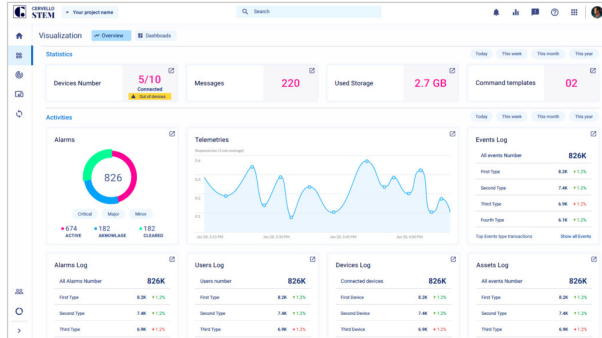 CERVELLO
STEM
Your project name
Search
Visualization
Overview
Dashboads
Statistics
Today
This week
This month
This year
Devices Number
5/10
Connected
Out of devices
Messages
220
Used Storage
2.7 GB
Command templates
02
Activities
Today
This week
This month
This year
Alarms
826
Critical
Major
Minor
674
ACTIVE
182
AKNOWLAGE
182
CLEARED
Telemetries
Events Log
All events Number 826K
First Type 8.2K +1.2%
Second Type 7.4K +1.2%
Third Type 6.9K +1.2%
Fourth Type 6.1K +1.2%
Top Events type transactions
Show all Events
Alarms Log
All Alarms Number 826K
First Type 8.2K +1.2%
Second Type 7.4K +1.2%
Third Type 6.9K +1.2%
Users Log
Users number 826K
First Type 8.2K +1.2%
Second Type 7.4K +1.2%
Third Type 6.9K +1.2%
Devices Log
Connected devices 826K
First Device 8.2K +1.2%
Second Device 7.4K +1.2%
Third Device 6.9K +1.2%
Assets Log
All events Number 826K
First Type 8.2K +1.2%
Second Type 7.4K +1.2%
Third Type 6.9K +1.2%